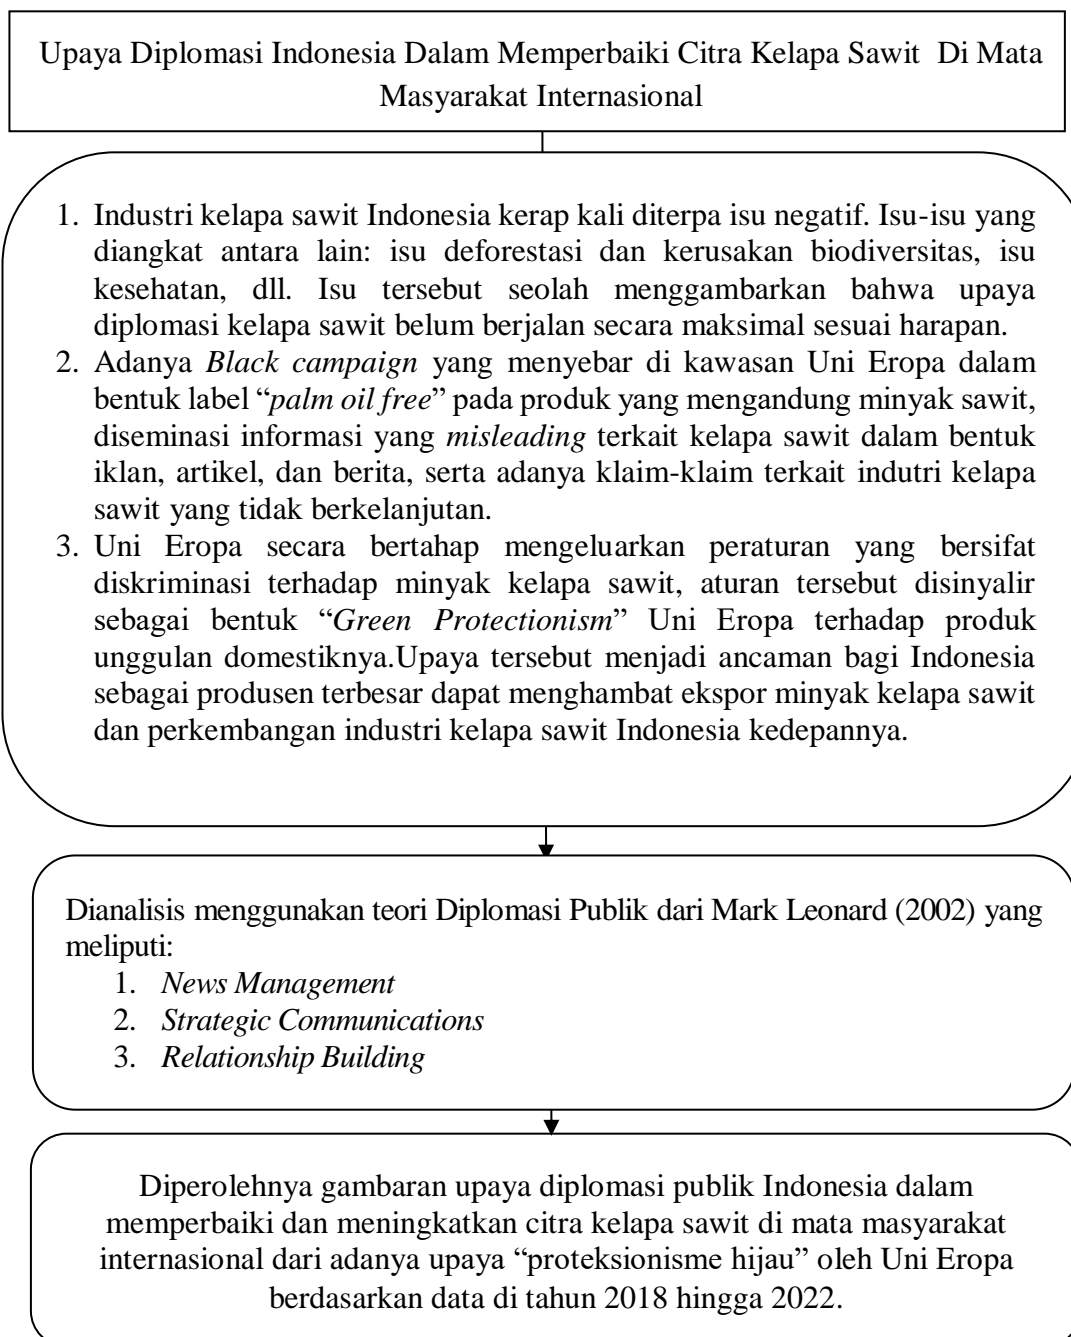 Upaya Diplomasi Indonesia Dalam Memperbaiki Citra Kelapa Sawit Di Mata
Masyarakat Internasional
1. Industri kelapa sawit Indonesia kerap kali diterpa isu negatif. Isu-isu yang
diangkat antara lain: isu deforestasi dan kerusakan biodiversitas, isu
kesehatan, dll. Isu tersebut seolah menggambarkan bahwa upaya
diplomasi kelapa sawit belum berjalan secara maksimal sesuai harapan.
2. Adanya Black campaign yang menyebar di kawasan Uni Eropa dalam
bentuk label “palm oil free” pada produk yang mengandung minyak sawit,
diseminasi informasi yang misleading terkait kelapa sawit dalam bentuk
iklan, artikel, dan berita, serta adanya klaim-klaim terkait indutri kelapa
sawit yang tidak berkelanjutan.
3. Uni Eropa secara bertahap mengeluarkan peraturan yang bersifat
diskriminasi terhadap minyak kelapa sawit, aturan tersebut disinyalir
sebagai bentuk “Green Protectionism” Uni Eropa terhadap produk
unggulan domestiknya.Upaya tersebut menjadi ancaman bagi Indonesia
sebagai produsen terbesar dapat menghambat ekspor minyak kelapa sawit
dan perkembangan industri kelapa sawit Indonesia kedepannya.
Dianalisis menggunakan teori Diplomasi Publik dari Mark Leonard (2002) yang
meliputi:
1. News Management
2. Strategic Communications
3. Relationship Building
Diperolehnya gambaran upaya diplomasi publik Indonesia dalam
memperbaiki dan meningkatkan citra kelapa sawit di mata masyarakat
internasional dari adanya upaya “proteksionisme hijau” oleh Uni Eropa
berdasarkan data di tahun 2018 hingga 2022.